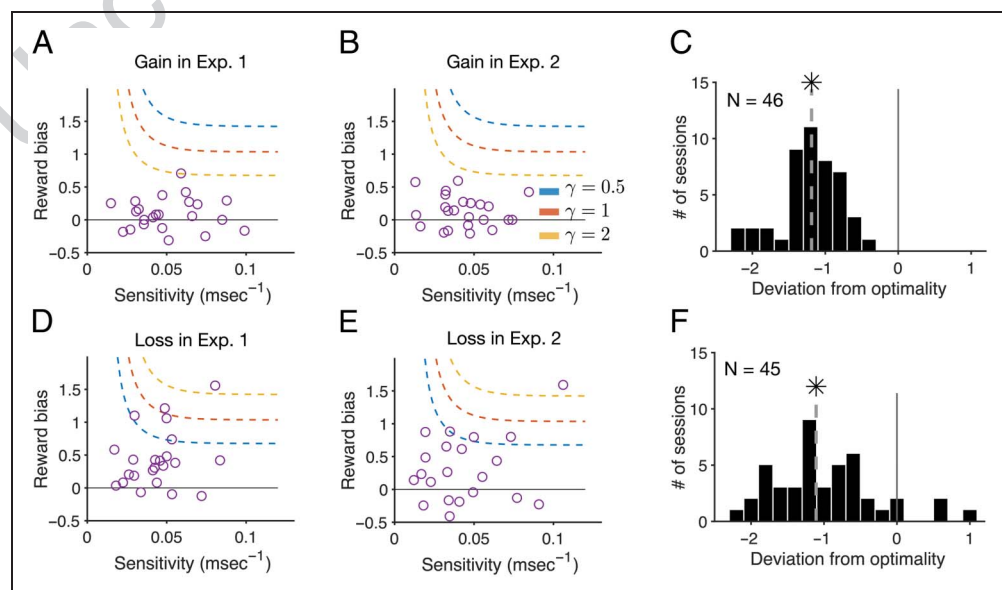 A
Gain in Exp. 1
Reward bias
1.5
1
0.5
0
−0.5
0
0.05
0.1
Sensitivity (msec⁻¹)
B
Gain in Exp. 2
Reward bias
1.5
1
0.5
0
−0.5
0
0.05
0.1
Sensitivity (msec⁻¹)
γ = 0.5
γ = 1
γ = 2
C
N = 46
# of sessions
15
10
5
0
−2
−1
0
1
Deviation from optimality
D
Loss in Exp. 1
Reward bias
1.5
1
0.5
0
−0.5
0
0.05
0.1
Sensitivity (msec⁻¹)
E
Loss in Exp. 2
Reward bias
1.5
1
0.5
0
−0.5
0
0.05
0.1
Sensitivity (msec⁻¹)
F
N = 45
# of sessions
15
10
5
0
−2
−1
0
1
Deviation from optimality